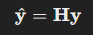 ŷ = Hy